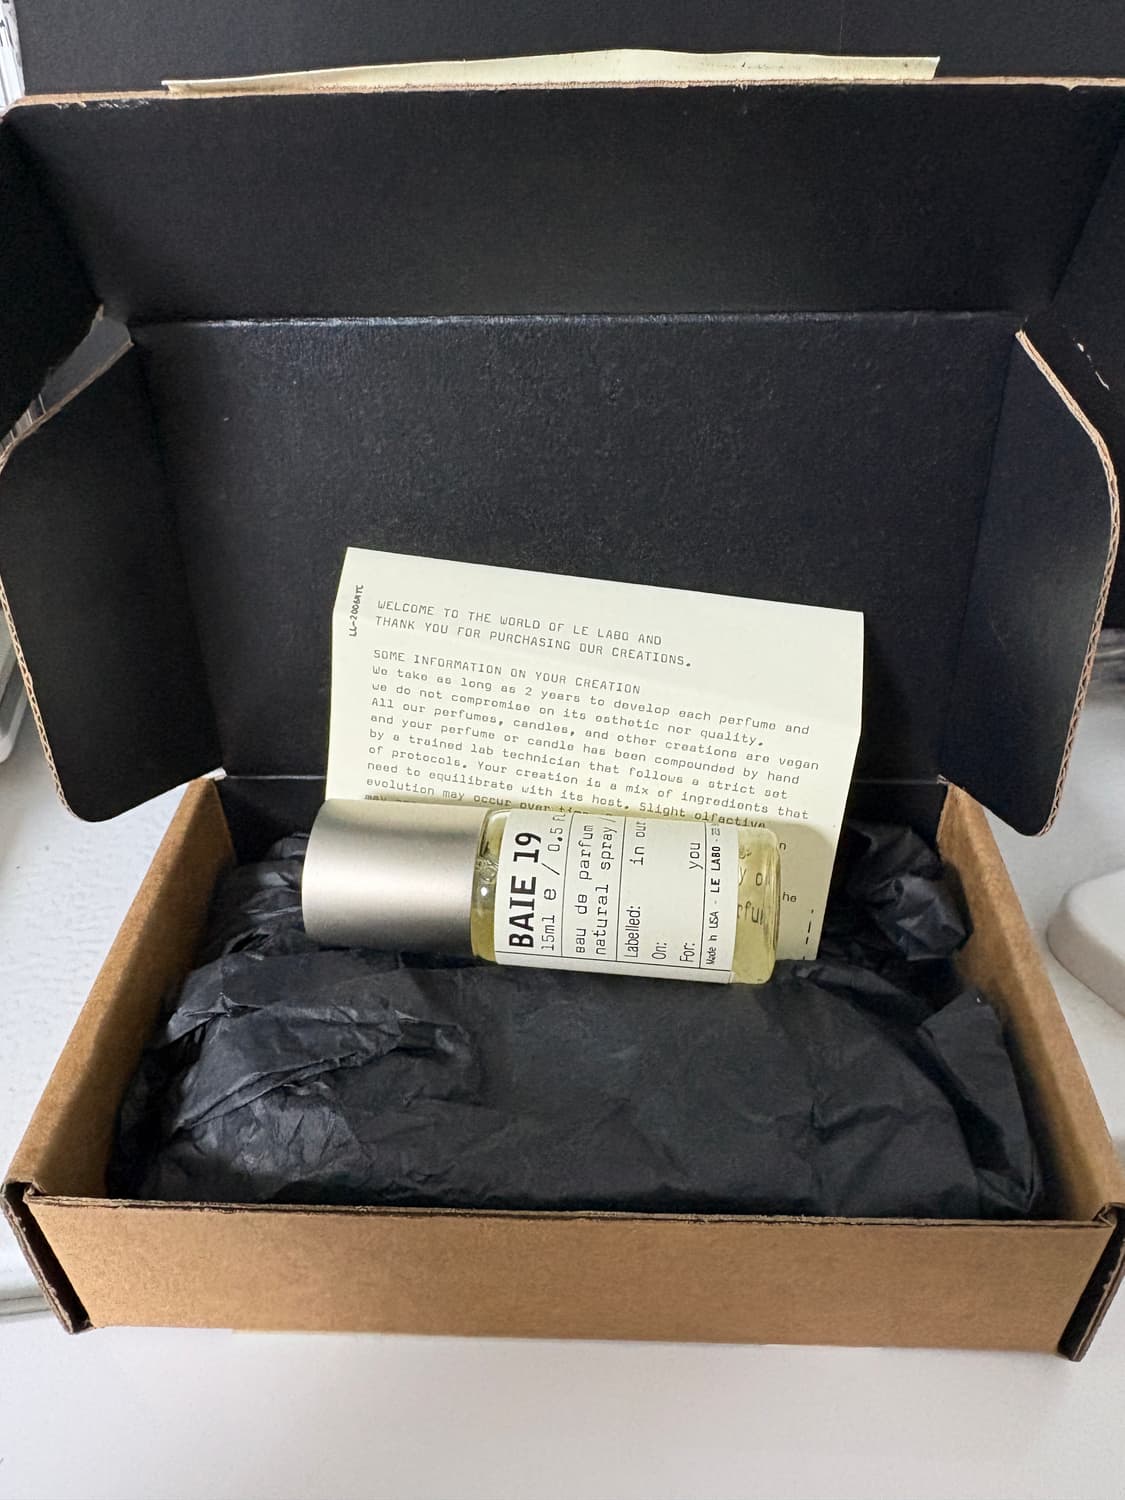 LL-2006ATC
WELCOME TO THE WORLD OF LE LABO AND
THANK YOU FOR PURCHASING OUR CREATIONS.
SOME INFORMATION ON YOUR CREATION
We take as long as 2 years to develop each perfume and
we do not compromise on its esthetic nor quality.
All our perfumes, candles, and other creations are vegan
and your perfume or candle has been compounded by hand
by a trained lab technician that follows a strict set
of protocols. Your creation is a mix of ingredients that
need to equilibrate with its host. Slight olfactive
evolution may occur over
may
he
BAIE 19
15ml e / 0.5
eau de parfum
natural spray
Labelled: in our
On:
For: you
Made in USA - LE LABO -